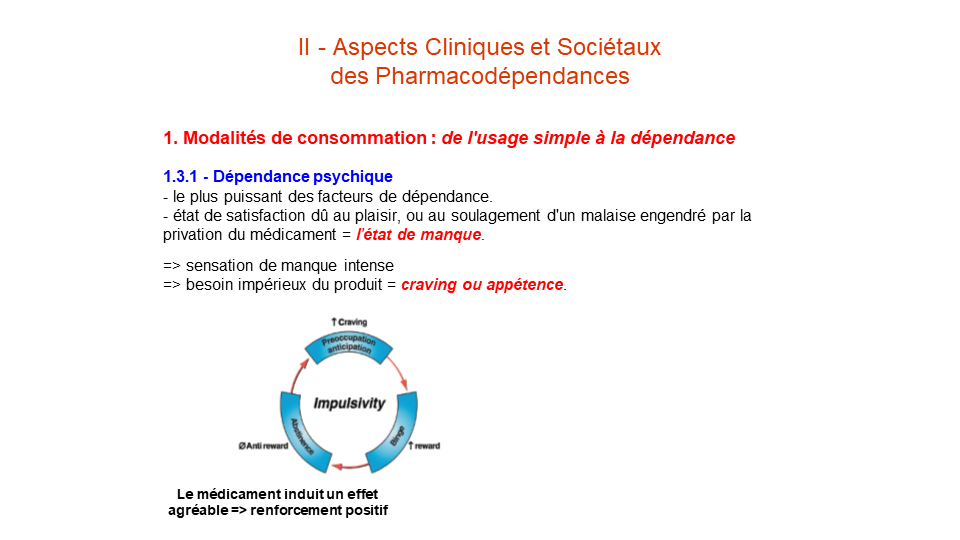 II - Aspects Cliniques et Sociétaux
des Pharmacodépendances
1. Modalités de consommation : de l'usage simple à la dépendance
1.3.1 - Dépendance psychique
- le plus puissant des facteurs de dépendance.
- état de satisfaction dû au plaisir, ou au soulagement d'un malaise engendré par la
privation du médicament = l'état de manque.
=> sensation de manque intense
=> besoin impérieux du produit = craving ou appétence.
↑ Craving
Preoccupation
anticipation
Impulsivity
Abstinence
Binge
Ø Anti reward
↑ reward
Le médicament induit un effet
agréable => renforcement positif